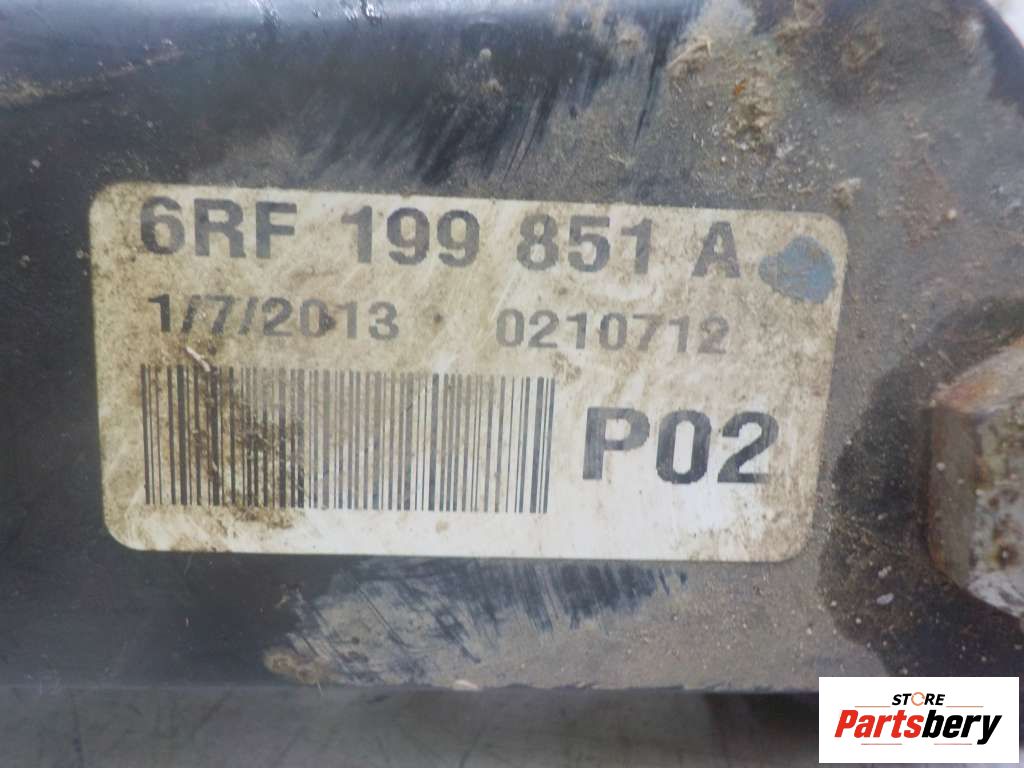 6RF 199 851 A
1/7/2013 0210712
P02
STORE
Partsbery